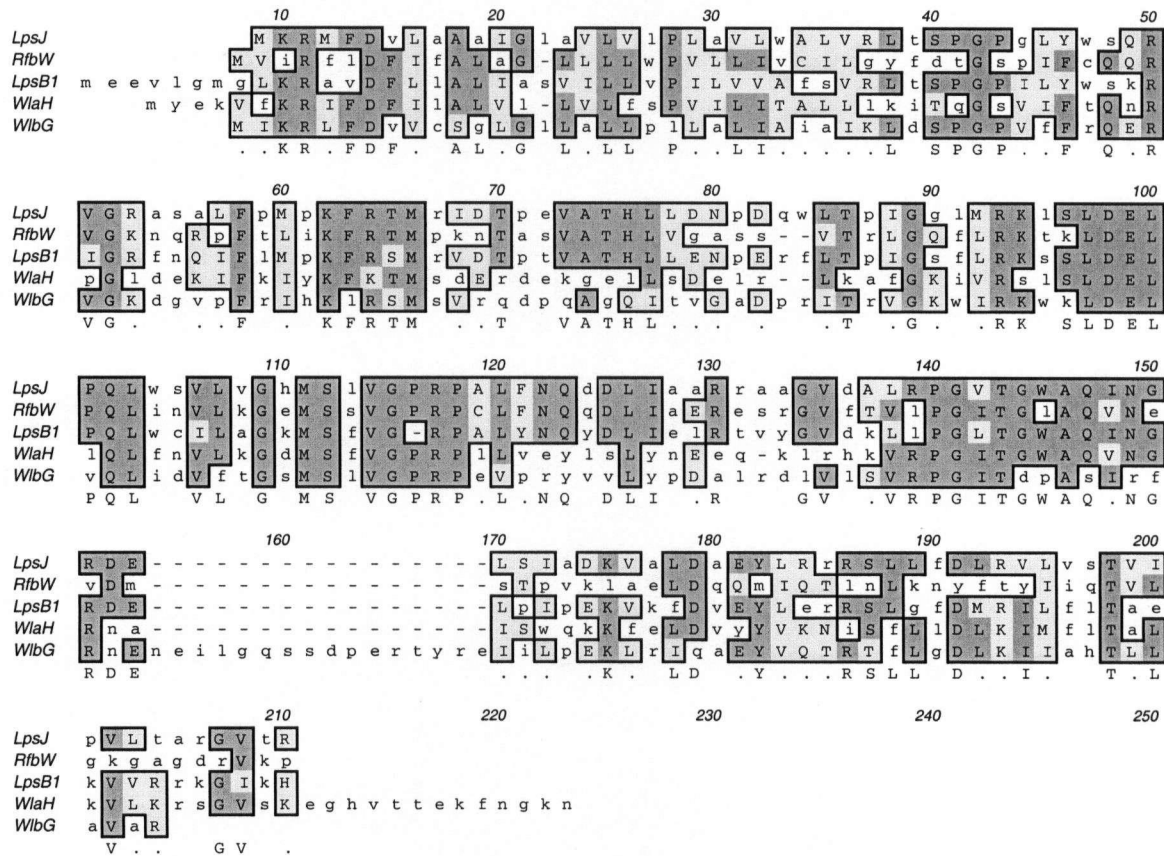 10 20 30 40 50
LpsJ M K R M F D v L a A a I G l a V L V l P L a V L w A L V R L t S P G P g L Y w s Q R
RfbW M V i R f l D F I f A L a G - L L L L w P V L L I v C I L g y f d t G s p I F c Q Q R
LpsB1 m e e v l g m g L K R a v D F L l A L I a s V I L L v P I L V V A f s V R L t S P G P I L Y w s k R
WlaH m y e k V f K R I F D F I l A L V l - L V L f s P V I L I T A L L l k i T q G s V I F t Q n R
WlbG M I K R L F D v V C s g L G l l a L L p l L a L I A i a I K L d S P G P V f F r Q E R
. . K R . F D F . A L . G L . L L P . . L I . . . . . L S P G P . . F Q . R
60 70 80 90 100
LpsJ V G R a s a L F p M p K F R T M r I D T p e V A T H L L D N p D q w L T p I G g l M R K l S L D E L
RfbW V G K n q R p F t L i K F R T M p k n T a s V A T H L V g a s s - - V T r L G Q f L R K t k L D E L
LpsB1 I G R f n Q I F l M p K F R S M r V D T p t V A T H L L E N P E R f L T p I G s f L R K s S L D E L
WlaH p G l d e K I F k I y K F K T M s d E r d e k g e l L s D e l r - - L k a f G K i V R s l S L D E L
WlbG V G K d g v p F r I H k l R S M s V r q d p q A g Q I t v G a D P r I T r V G K w I R K w k L D E L
V G . . F . K F R T M . . T V A T H L . . . . . T . G . . R K S L D E L
110 120 130 140 150
LpsJ P Q L w s V L v G h M S l V G P R P A L F N Q d D L I a a R r a a G V d A L R P G V T G W A Q I N G
RfbW P Q L i n V L k G e M S s V G P R P C L F N Q q D L I a E R e s r G V f T V l P G I T G l A Q V N e
LpsB1 P Q L w c I L a G k M S f V G - R P A L Y N Q y D L I e l R t v y G V d k L l P G L T G W A Q I N G
WlaH l Q L f n V L k G d M S f V G P R P L L v e y l s L y n E e q - k l r h k V R P G I T G W A Q V N G
WlbG v Q L i d V f t G s M S L V G P R P e V p r y v v L y p D a l r d l V l S V R P G I T d p A s I r f
P Q L V L G M S V G P R P . L . N Q D L I . R G V . V R P G I T G W A Q . N G
160 170 180 190 200
LpsJ R D E - - - - - - - - - - - - - - - - L S I a D K V a L D a E Y L R r R S L L f D L R V L v s T V I
RfbW v D m - - - - - - - - - - - - - - - - S T p v k l a e L D q Q m I Q T l n L k n y f t y I i q T V L
LpsB1 R D E - - - - - - - - - - - - - - - - L p I p E K V k f D v E Y L e r R S L g f D M R I L f l T a e
WlaH R n a - - - - - - - - - - - - - - - - I S w q k K f e L D v y Y V K N i S f L l D L K I M f l T a L
WlbG R n E n e i l g q s s d p e r t y r e I i L P E K L r I Q a E Y V Q T R T f L g D L K I I a h T L L
R D E . . . . K . L D . Y . . . R S L L D . . I . T . L
210 220 230 240 250
LpsJ p V L t a r G V t R
RfbW g k g a g d r V k p
LpsB1 k V V R r k G I k H
WlaH k V L K r s G V s K e g h v t t e k f n g k n
WlbG a V a R
V . . G V .